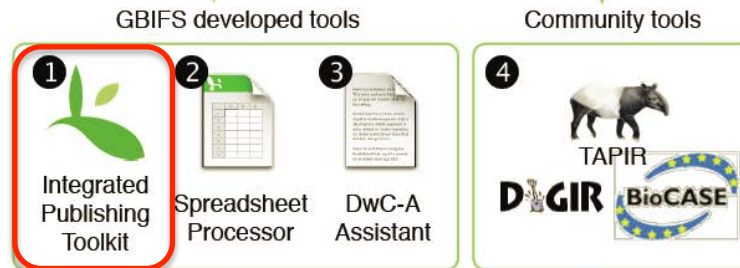 GBIFS developed tools
Community tools
1
2
3
4
Integrated
Publishing
Toolkit
Spreadsheet
Processor
DwC-A
Assistant
TAPIR
DiGIR
BioCASE